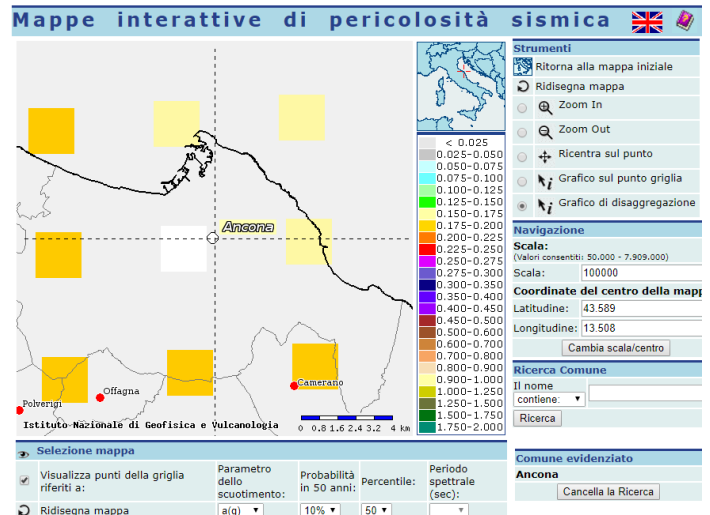 Mappe interattive di pericolosità sismica
Ancona
Offagna
Polverigi
Camerano
Istituto Nazionale di Geofisica e Vulcanologia
0 0.8 1.6 2.4 3.2 4 km
< 0.025
0.025-0.050
0.050-0.075
0.075-0.100
0.100-0.125
0.125-0.150
0.150-0.175
0.175-0.200
0.200-0.225
0.225-0.250
0.250-0.275
0.275-0.300
0.300-0.350
0.350-0.400
0.400-0.450
0.450-0.500
0.500-0.600
0.600-0.700
0.700-0.800
0.800-0.900
0.900-1.000
1.000-1.250
1.250-1.500
1.500-1.750
1.750-2.000
Strumenti
Ritorna alla mappa iniziale
Ridisegna mappa
Zoom In
Zoom Out
Ricentra sul punto
Grafico sul punto griglia
Grafico di disaggregazione
Navigazione
Scala:
(Valori consentiti: 50.000 - 7.909.000)
Scala: 100000
Coordinate del centro della mapp
Latitudine: 43.589
Longitudine: 13.508
Cambia scala/centro
Ricerca Comune
Il nome
contiene:
Ricerca
Comune evidenziato
Ancona
Cancella la Ricerca
Selezione mappa
Visualizza punti della griglia
riferiti a:
Parametro
dello
scuotimento:
Probabilità
in 50 anni:
Percentile:
Periodo
spettrale
(sec):
Ridisegna mappa
a(g)
10%
50